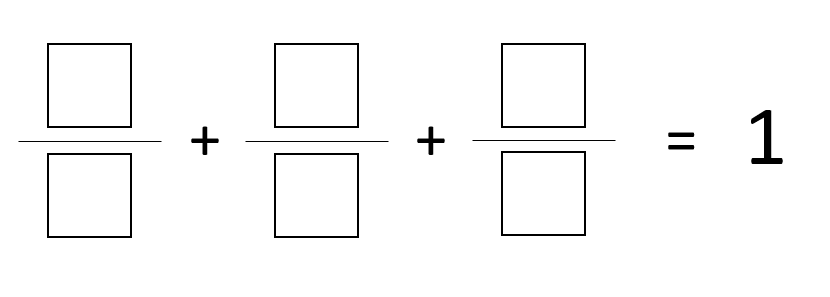 + + = 1